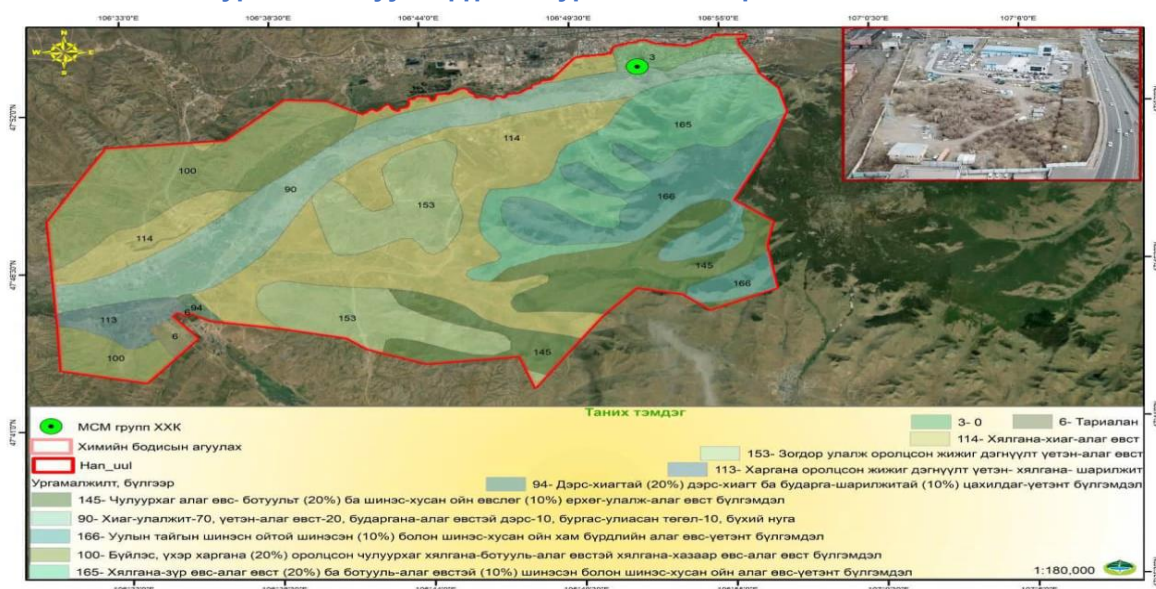 106°33'E 106°38'30"E 106°44'E 106°49'30"E 106°55'E 107°0'30"E 107°6'E
N
W E
S
47°52'0"N
47°46'30"N
47°41'0"N
3
165
114
100
90
166
153
114
145
166
94
6
113
153
6
100
145
Таних тэмдэг
МСМ групп ХХК
Химийн бодисын агуулах
Han_uul
Ургамалжилт, бүлгээр
3- 0
6- Тариалан
114- Хялгана-хиаг-алаг өвст
153- Зогдор улалж оролцсон жижиг дэгнүүлт үетэн-алаг өвст
113- Харгана оролцсон жижиг дэгнүүлт үетэн- хялгана- шарилжит
94- Дэрс-хиагтай (20%) дэрс-хиагт ба бударга-шарилжитай (10%) цахилдаг-үетэнт бүлгэмдэл
145- Чулуурхаг алаг өвс- ботуульт (20%) ба шинэс-хусан ойн өвслөг (10%) ерхөг-улалж-алаг өвст бүлгэмдэл
90- Хиаг-улалжит-70, үетэн-алаг өвст-20, бударгана-алаг өвстэй дэрс-10, бургас-улиасан төгөл-10, бүхий нуга
166- Уулын тайгын шинэсн ойтой шинэсэн (10%) болон шинэс-хусан ойн хам бүрдлийн алаг өвс-үетэнт бүлгэмдэл
100- Бүйлэс, үхэр харгана (20%) оролцсон чулуурхаг хялгана-ботууль-алаг өвстэй хялгана-хазаар өвс-алаг өвст бүлгэмдэл
165- Хялгана-зүр өвс-алаг өвст (20%) ба ботууль-алаг өвстэй (10%) шинэсэн болон шинэс-хусан ойн алаг өвс-үетэнт бүлгэмдэл
1:180,000